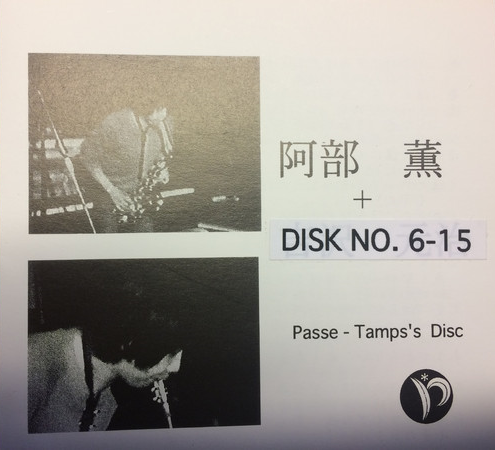 阿部 薫
+
DISK NO. 6-15
Passe - Tamps's Disc